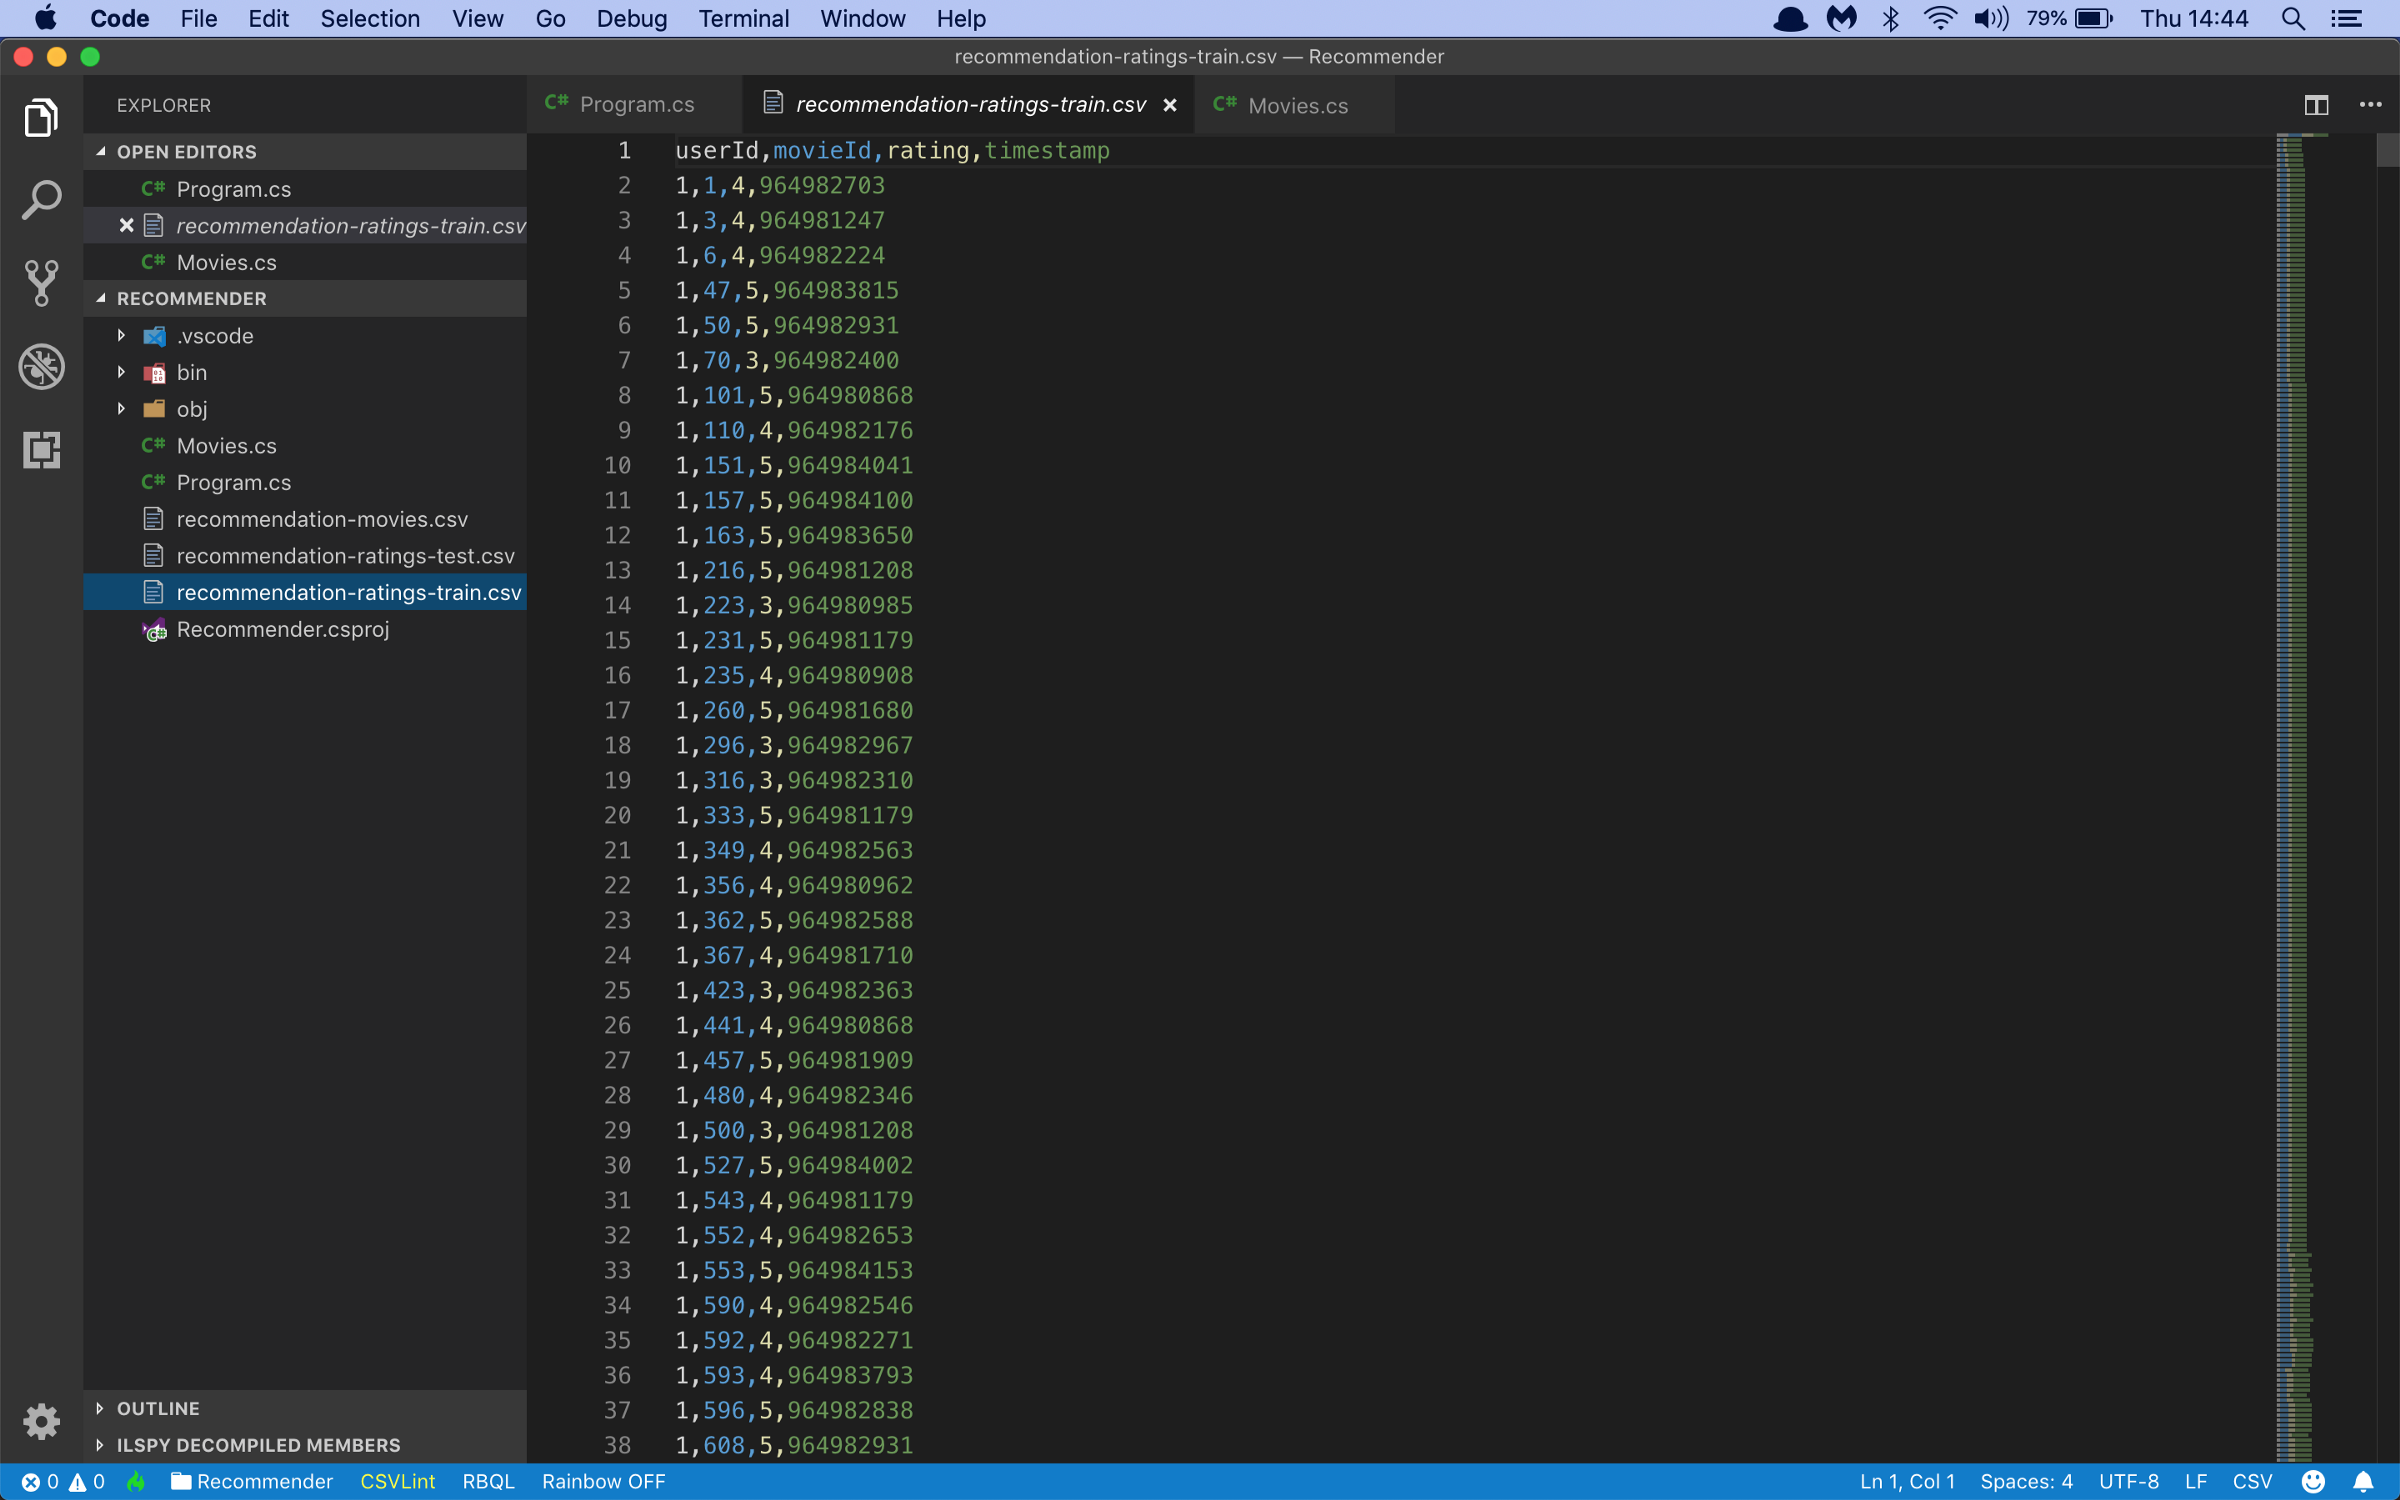 Code File Edit Selection View Go Debug Terminal Window Help 79% Thu 14:44
recommendation-ratings-train.csv — Recommender
EXPLORER
C# Program.cs recommendation-ratings-train.csv C# Movies.cs
OPEN EDITORS
C# Program.cs
recommendation-ratings-train.csv
C# Movies.cs
RECOMMENDER
.vscode
bin
obj
C# Movies.cs
C# Program.cs
recommendation-movies.csv
recommendation-ratings-test.csv
recommendation-ratings-train.csv
Recommender.csproj
OUTLINE
ILSPY DECOMPILED MEMBERS
1 userId,movieId,rating,timestamp
2 1,1,4,964982703
3 1,3,4,964981247
4 1,6,4,964982224
5 1,47,5,964983815
6 1,50,5,964982931
7 1,70,3,964982400
8 1,101,5,964980868
9 1,110,4,964982176
10 1,151,5,964984041
11 1,157,5,964984100
12 1,163,5,964983650
13 1,216,5,964981208
14 1,223,3,964980985
15 1,231,5,964981179
16 1,235,4,964980908
17 1,260,5,964981680
18 1,296,3,964982967
19 1,316,3,964982310
20 1,333,5,964981179
21 1,349,4,964982563
22 1,356,4,964980962
23 1,362,5,964982588
24 1,367,4,964981710
25 1,423,3,964982363
26 1,441,4,964980868
27 1,457,5,964981909
28 1,480,4,964982346
29 1,500,3,964981208
30 1,527,5,964984002
31 1,543,4,964981179
32 1,552,4,964982653
33 1,553,5,964984153
34 1,590,4,964982546
35 1,592,4,964982271
36 1,593,4,964983793
37 1,596,5,964982838
38 1,608,5,964982931
0 0 Recommender CSVLint RBQL Rainbow OFF Ln 1, Col 1 Spaces: 4 UTF-8 LF CSV